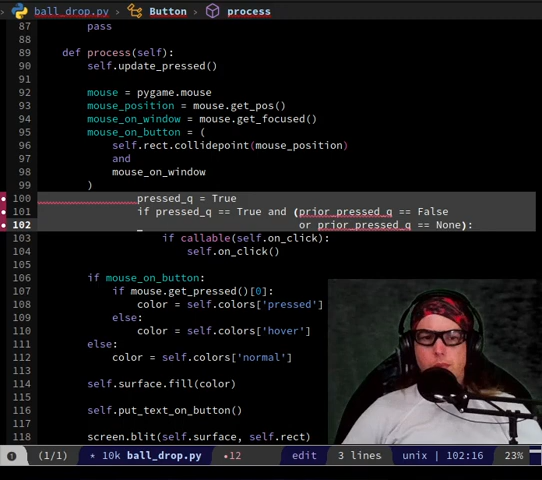 ball_drop.py > Button > process
87 pass
88
89 def process(self):
90 self.update_pressed()
91
92 mouse = pygame.mouse
93 mouse_position = mouse.get_pos()
94 mouse_on_window = mouse.get_focused()
95 mouse_on_button = (
96 self.rect.collidepoint(mouse_position)
97 and
98 mouse_on_window
99 )
100 pressed_q = True
101 if pressed_q == True and (prior_pressed_q == False
102 or prior_pressed_q == None):
103 if callable(self.on_click):
104 self.on_click()
105
106 if mouse_on_button:
107 if mouse.get_pressed()[0]:
108 color = self.colors['pressed']
109 else:
110 color = self.colors['hover']
111 else:
112 color = self.colors['normal']
113
114 self.surface.fill(color)
115
116 self.put_text_on_button()
117
118 screen.blit(self.surface, self.rect)
(1/1) * 10k ball_drop.py •12 edit 3 lines unix | 102:16 23%